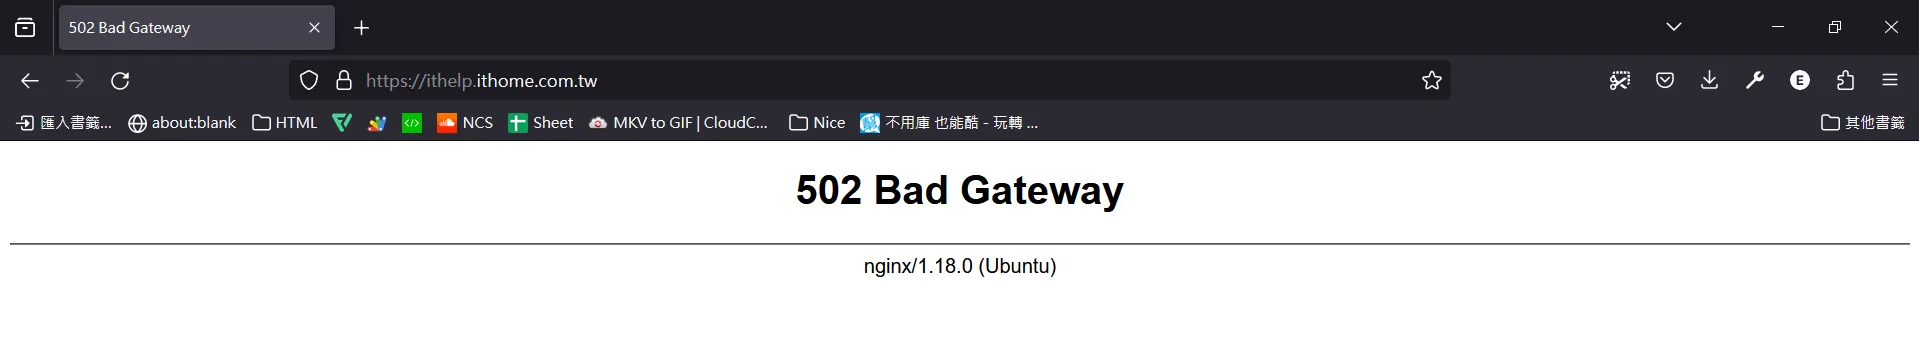 502 Bad Gateway
https://ithelp.ithome.com.tw
E
匯入書籤... about:blank HTML NCS Sheet MKV to GIF | CloudC... Nice 不用庫 也能酷 - 玩轉 ... 其他書籤
502 Bad Gateway
nginx/1.18.0 (Ubuntu)